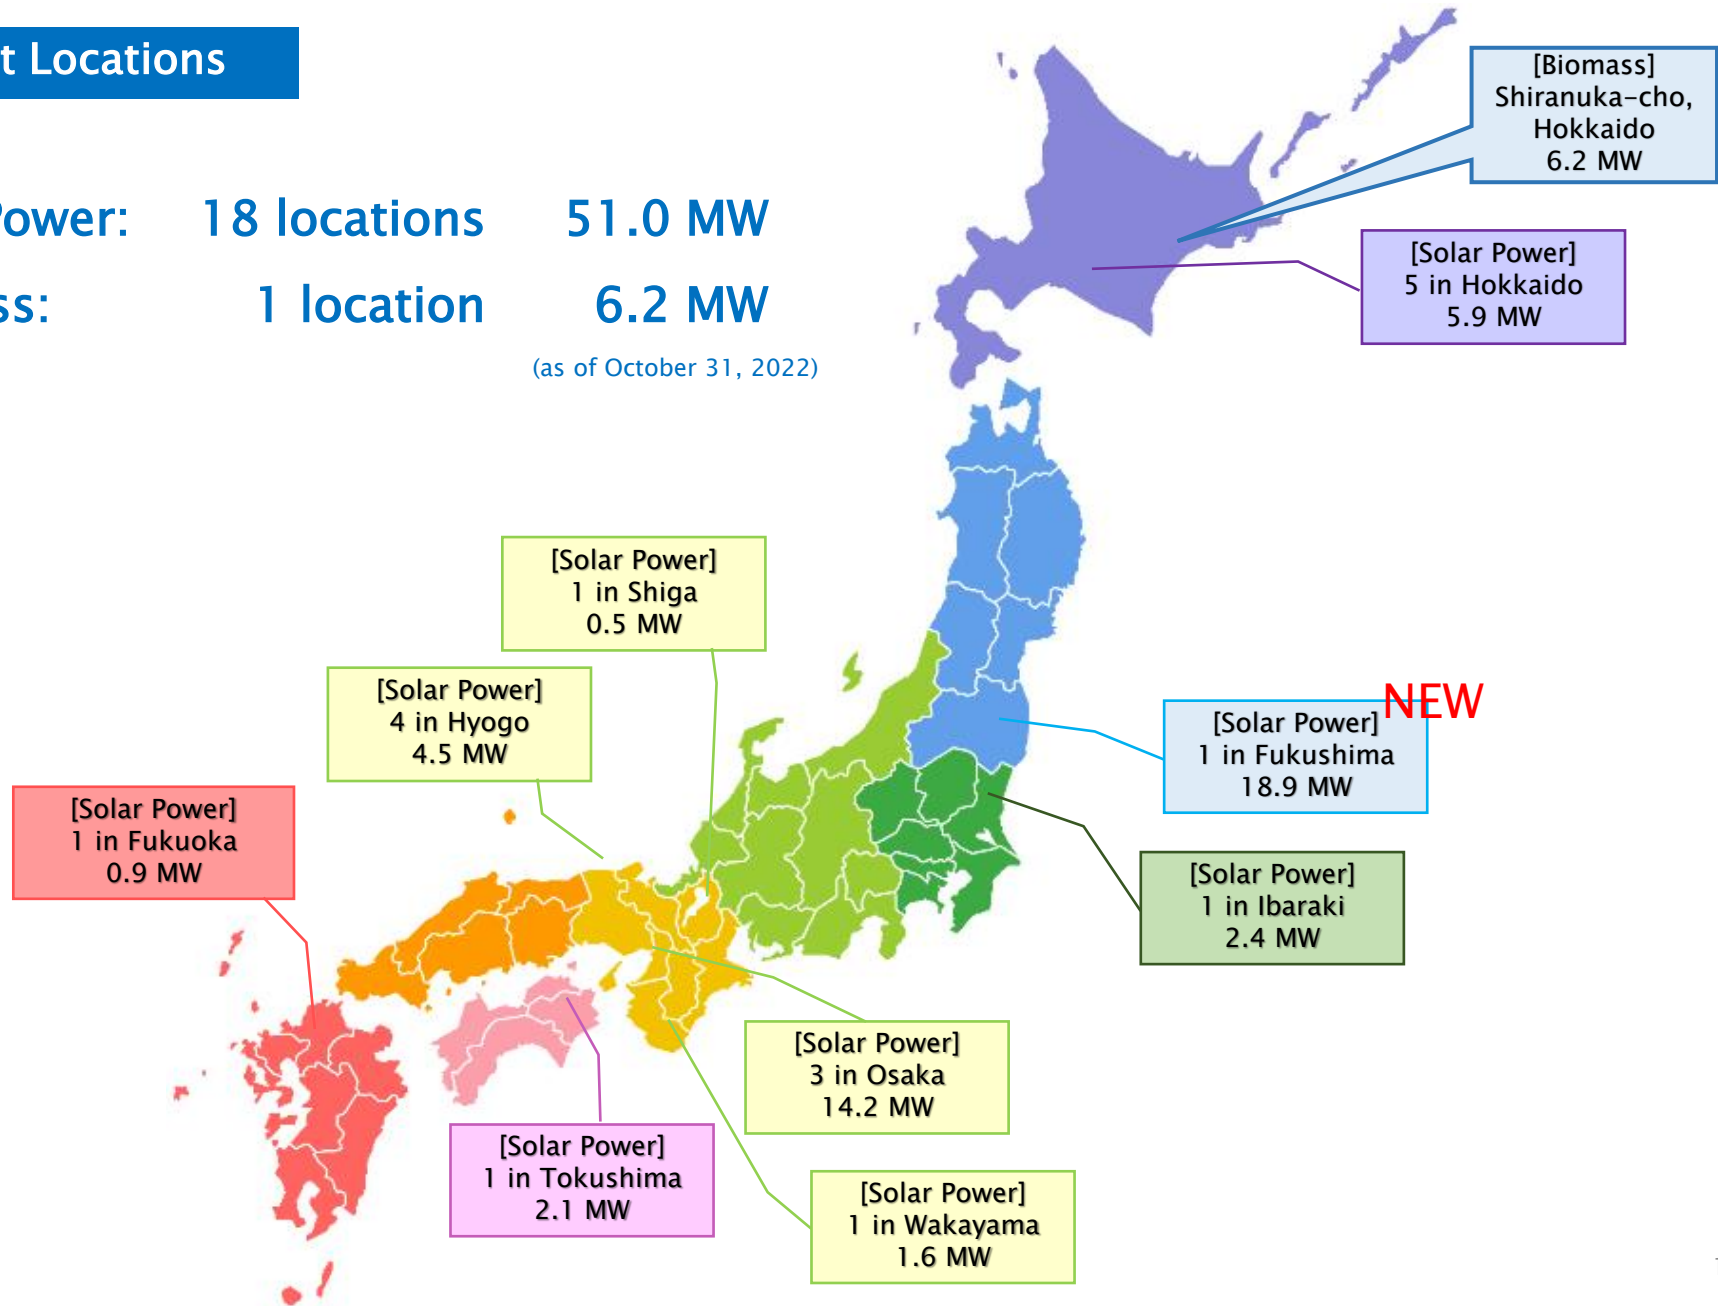 t Locations
Power: 18 locations 51.0 MW
ss: 1 location 6.2 MW
(as of October 31, 2022)
[Biomass]
Shiranuka-cho,
Hokkaido
6.2 MW
[Solar Power]
5 in Hokkaido
5.9 MW
[Solar Power]
1 in Shiga
0.5 MW
[Solar Power]
4 in Hyogo
4.5 MW
NEW
[Solar Power]
1 in Fukushima
18.9 MW
[Solar Power]
1 in Fukuoka
0.9 MW
[Solar Power]
1 in Ibaraki
2.4 MW
[Solar Power]
3 in Osaka
14.2 MW
[Solar Power]
1 in Tokushima
2.1 MW
[Solar Power]
1 in Wakayama
1.6 MW